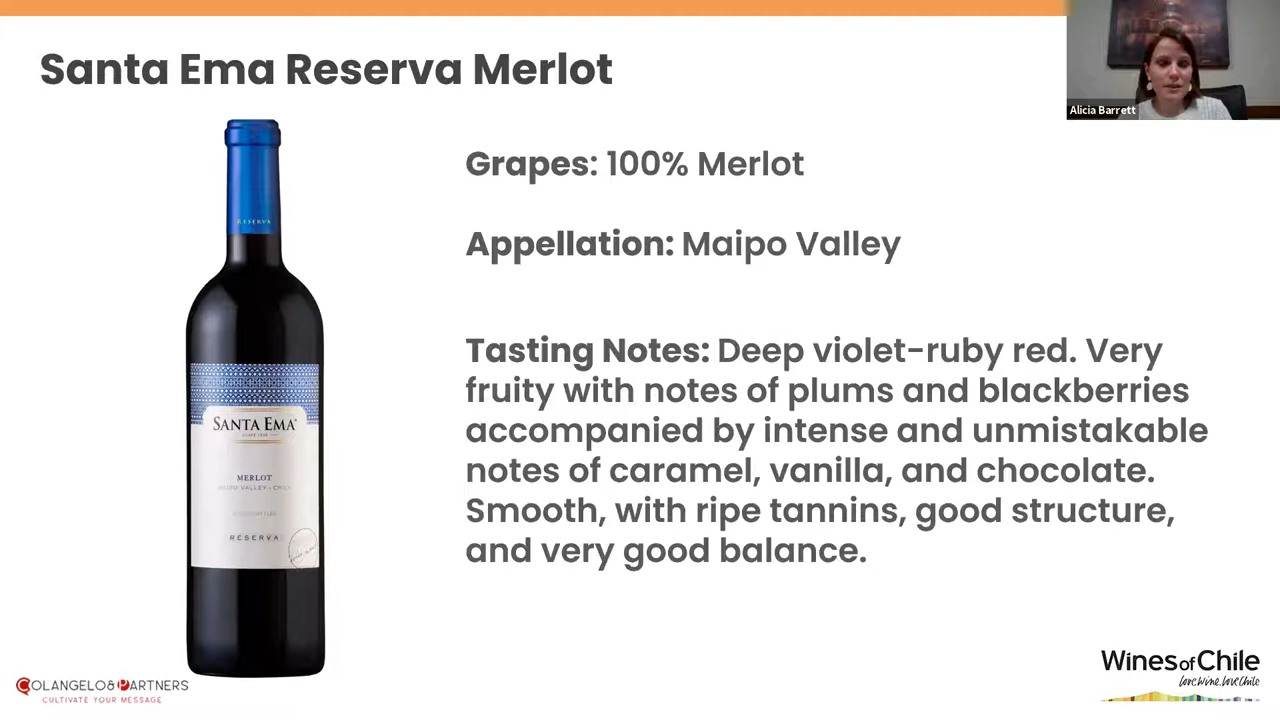 Santa Ema Reserva Merlot
Alicia Barrett
Grapes: 100% Merlot
Appellation: Maipo Valley
Tasting Notes: Deep violet-ruby red. Very
fruity with notes of plums and blackberries
accompanied by intense and unmistakable
notes of caramel, vanilla, and chocolate.
Smooth, with ripe tannins, good structure,
and very good balance.
RESERVA
SANTA EMA
MERLOT
MAIPO VALLEY - CHILE
RESERVA
COLANGELO & PARTNERS
CULTIVATE YOUR MESSAGE
Wines of Chile
love wine. love Chile